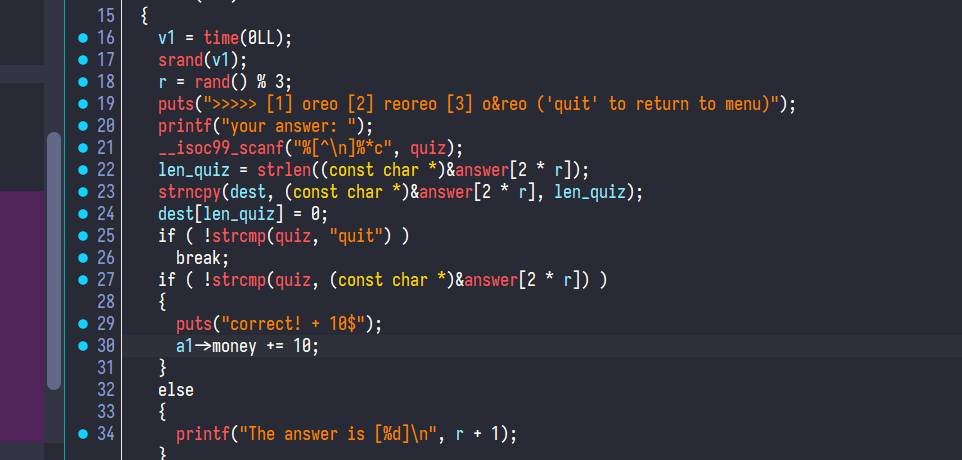 15 {
16 v1 = time(0LL);
17 srand(v1);
18 r = rand() % 3;
19 puts(">>>>> [1] oreo [2] reoreo [3] o&reo ('quit' to return to menu)");
20 printf("your answer: ");
21 __isoc99_scanf("%[^\n]%*c", quiz);
22 len_quiz = strlen((const char *)&answer[2 * r]);
23 strncpy(dest, (const char *)&answer[2 * r], len_quiz);
24 dest[len_quiz] = 0;
25 if ( !strcmp(quiz, "quit") )
26 break;
27 if ( !strcmp(quiz, (const char *)&answer[2 * r]) )
28 {
29 puts("correct! + 10$");
30 a1->money += 10;
31 }
32 else
33 {
34 printf("The answer is [%d]\n", r + 1);
}